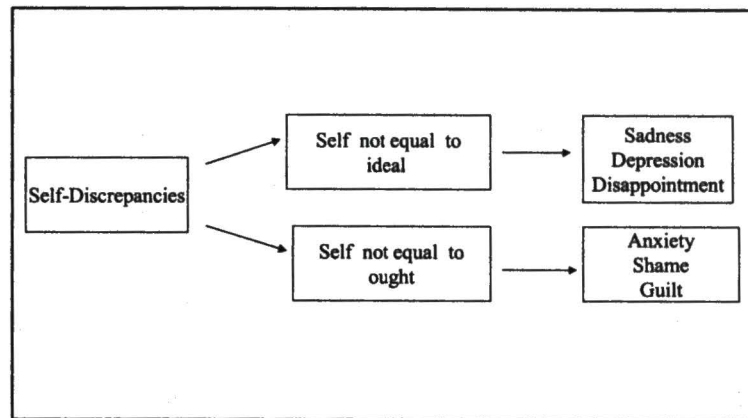 Self-Discrepancies
Self not equal to
ideal
Sadness
Depression
Disappointment
Self not equal to
ought
Anxiety
Shame
Guilt